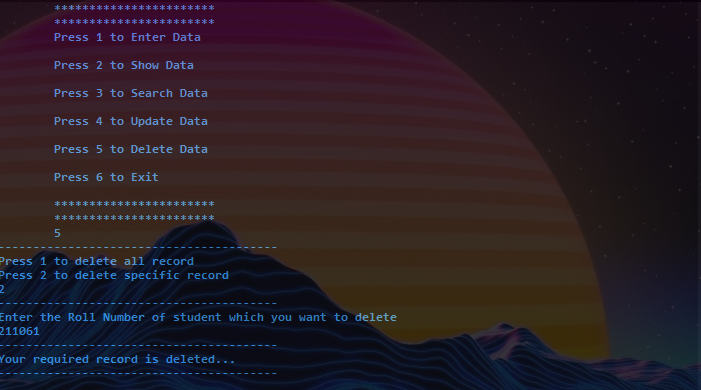 ***********************
***********************
Press 1 to Enter Data
Press 2 to Show Data
Press 3 to Search Data
Press 4 to Update Data
Press 5 to Delete Data
Press 6 to Exit
***********************
***********************
5
----------------------------------------
Press 1 to delete all record
Press 2 to delete specific record
2
----------------------------------------
Enter the Roll Number of student which you want to delete
211061
----------------------------------------
Your required record is deleted...
----------------------------------------